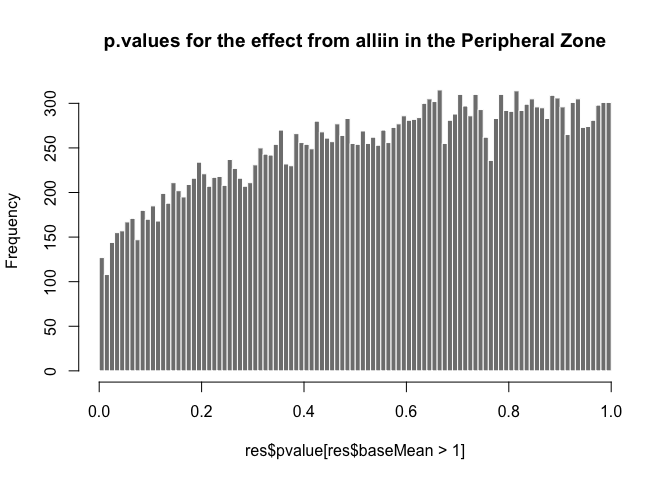 p.values for the effect from alliin in the Peripheral Zone
Frequency
300
250
200
150
100
50
0
0.0 0.2 0.4 0.6 0.8 1.0
res$pvalue[res$baseMean > 1]